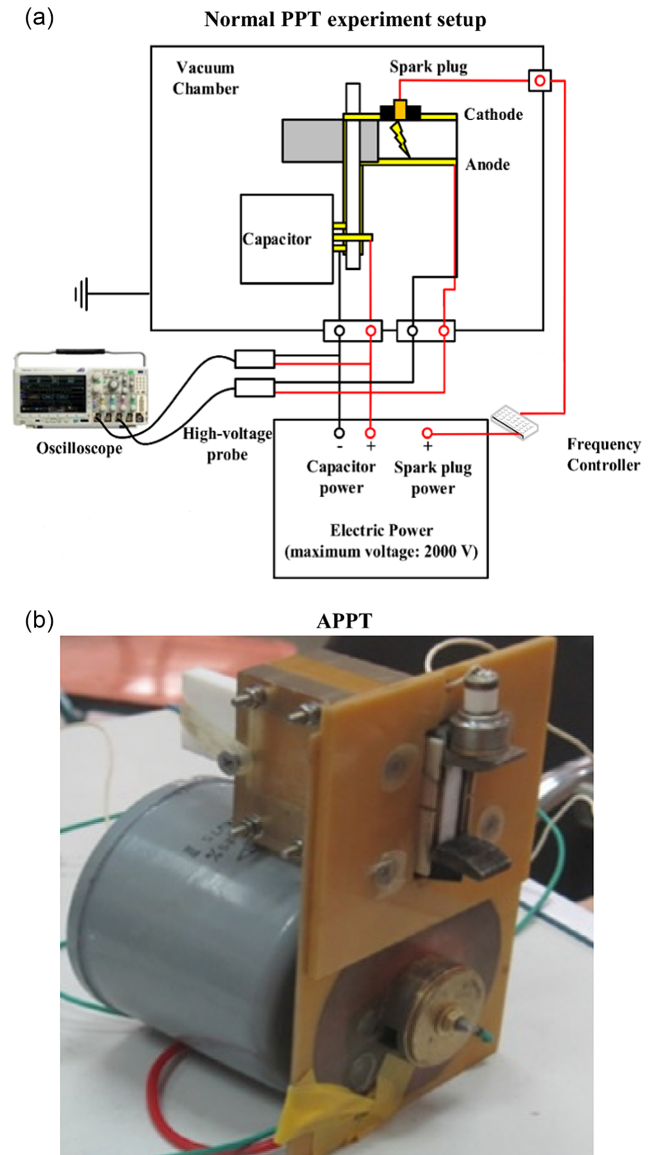 (a)
Normal PPT experiment setup
Vacuum
Chamber
Spark plug
Cathode
Anode
Capacitor
Oscilloscope
High-voltage
probe
- + +
Capacitor
power
Spark plug
power
Frequency
Controller
Electric Power
(maximum voltage: 2000 V)
(b)
APPT